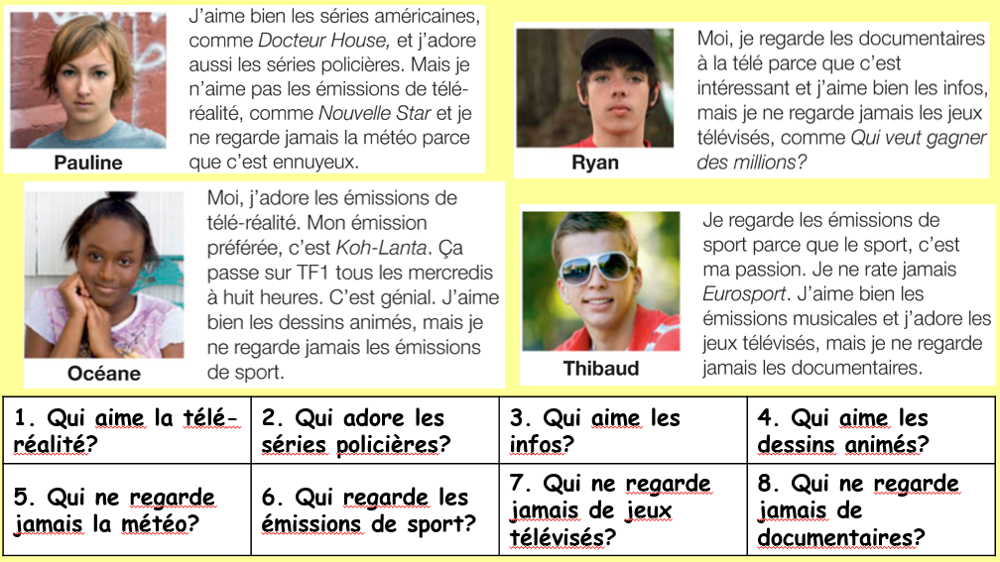 J'aime bien les séries américaines,
comme Docteur House, et j'adore
aussi les séries policières. Mais je
n'aime pas les émissions de télé-
réalité, comme Nouvelle Star et je
ne regarde jamais la météo parce
que c'est ennuyeux.
Pauline
Moi, je regarde les documentaires
à la télé parce que c'est
intéressant et j'aime bien les infos,
mais je ne regarde jamais les jeux
télévisés, comme Qui veut gagner
des millions?
Ryan
Moi, j'adore les émissions de
télé-réalité. Mon émission
préférée, c'est Koh-Lanta. Ça
passe sur TF1 tous les mercredis
à huit heures. C'est génial. J'aime
bien les dessins animés, mais je
ne regarde jamais les émissions
de sport.
Océane
Je regarde les émissions de
sport parce que le sport, c'est
ma passion. Je ne rate jamais
Eurosport. J'aime bien les
émissions musicales et j'adore les
jeux télévisés, mais je ne regarde
jamais les documentaires.
Thibaud
1. Qui aime la télé-
réalité?
2. Qui adore les
séries policières?
3. Qui aime les
infos?
4. Qui aime les
dessins animés?
5. Qui ne regarde
jamais la météo?
6. Qui regarde les
émissions de sport?
7. Qui ne regarde
jamais de jeux
télévisés?
8. Qui ne regarde
jamais de
documentaires?